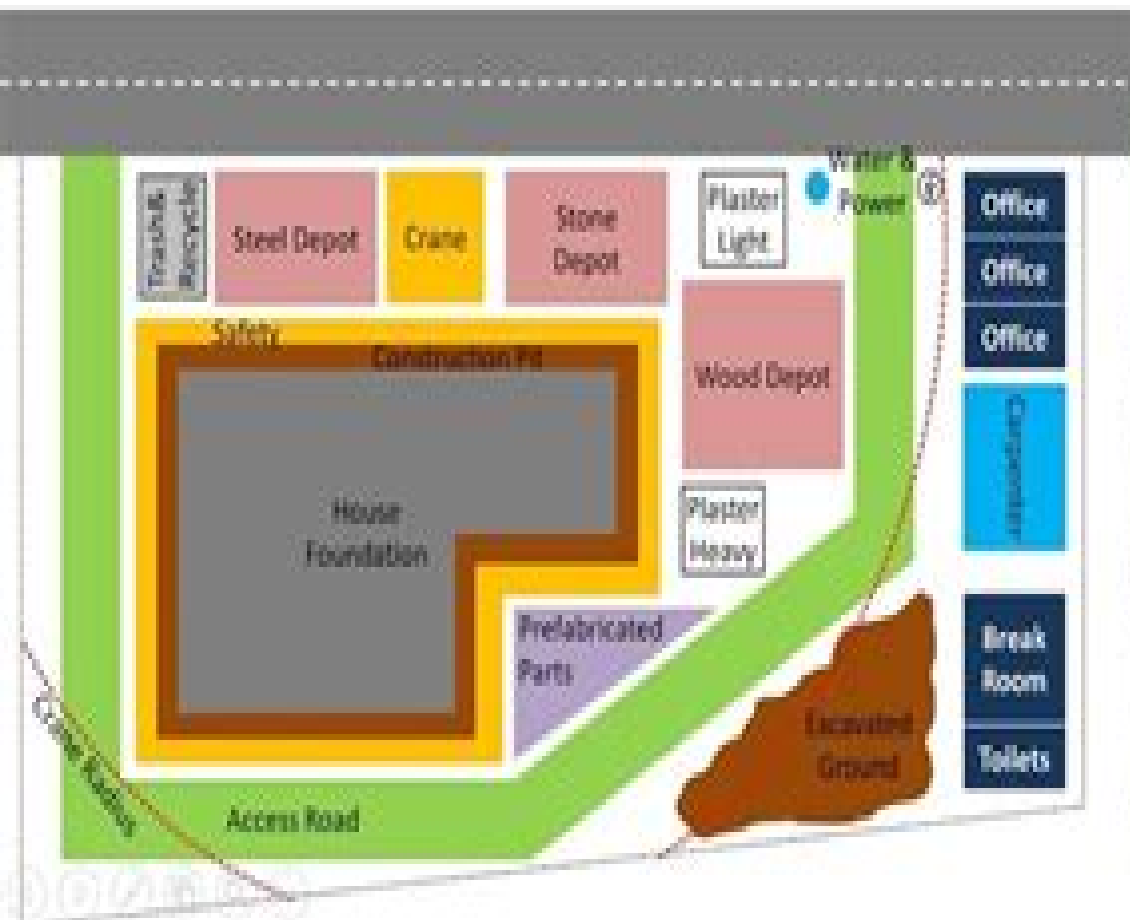 Water &
Power
Trash&
Recycle
Steel Depot
Crane
Stone
Depot
Plaster
Light
Office
Office
Office
Safety
Construction Pit
Wood Depot
Carpenter
House
Foundation
Plaster
Heavy
Prefabricated
Parts
Break
Room
Excavated
Ground
Toilets
Crane Radius
Access Road